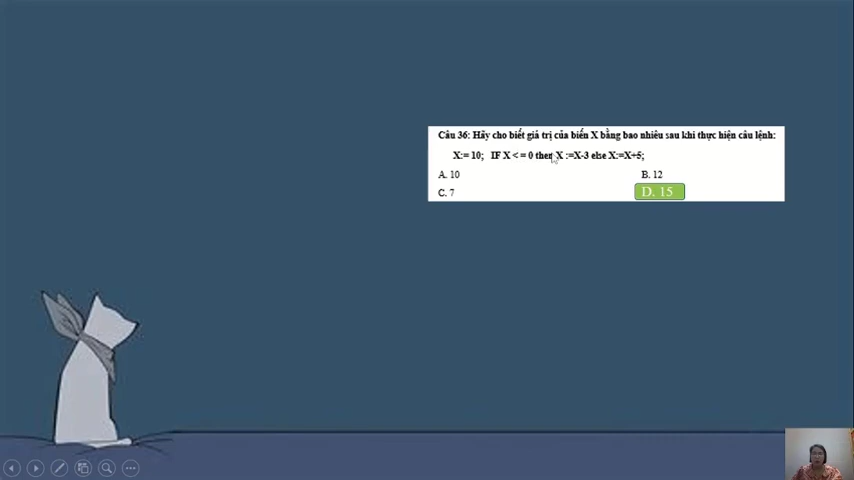 Câu 36: Hãy cho biết giá trị của biến X bằng bao nhiêu sau khi thực hiện câu lệnh:
X:= 10; IF X < = 0 then X :=X-3 else X:=X+5;
A. 10 B. 12
C. 7 D. 15